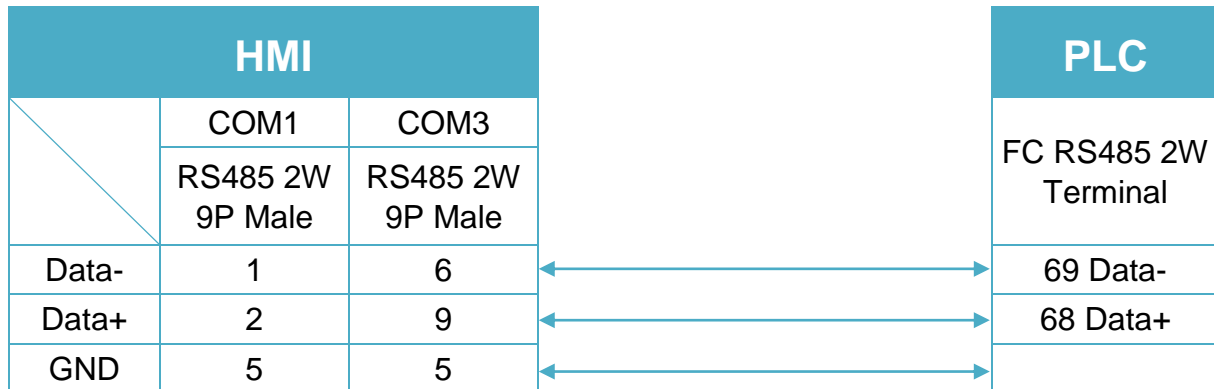 HMI PLC
COM1 COM3
RS485 2W RS485 2W FC RS485 2W
9P Male 9P Male Terminal
Data- 1 6 69 Data-
Data+ 2 9 68 Data+
GND 5 5